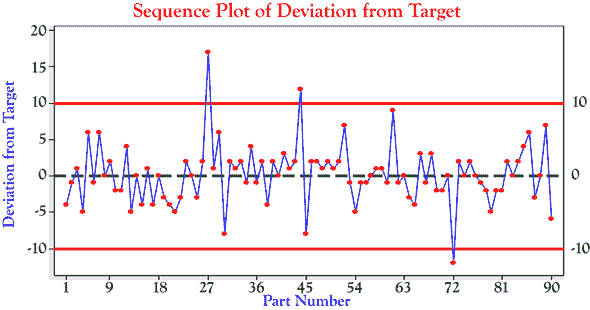 Sequence Plot of Deviation from Target
Deviation from Target
20
15
10
5
0
-5
-10
10
0
-10
1 9 18 27 36 45 54 63 72 81 90
Part Number